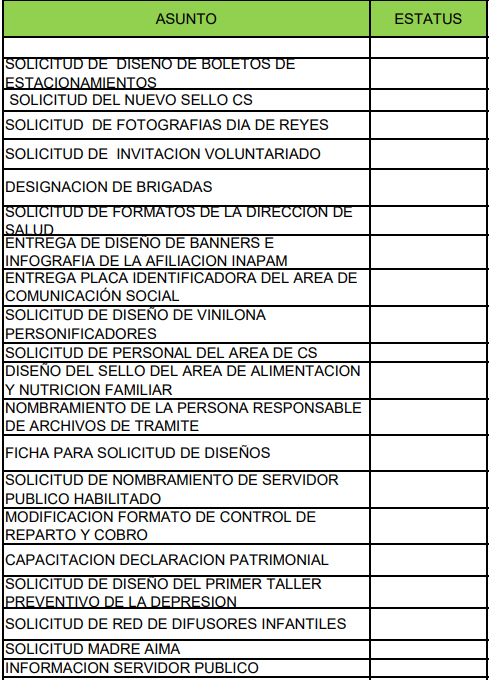 ASUNTO ESTATUS
SOLICITUD DE DISEÑO DE BOLETOS DE
ESTACIONAMIENTOS
SOLICITUD DEL NUEVO SELLO CS
SOLICITUD DE FOTOGRAFIAS DIA DE REYES
SOLICITUD DE INVITACION VOLUNTARIADO
DESIGNACION DE BRIGADAS
SOLICITUD DE FORMATOS DE LA DIRECCION DE
SALUD
ENTREGA DE DISEÑO DE BANNERS E
INFOGRAFIA DE LA AFILIACION INAPAM
ENTREGA PLACA IDENTIFICADORA DEL AREA DE
COMUNICACIÓN SOCIAL
SOLICITUD DE DISEÑO DE VINILONA
PERSONIFICADORES
SOLICITUD DE PERSONAL DEL AREA DE CS
DISEÑO DEL SELLO DEL AREA DE ALIMENTACION
Y NUTRICION FAMILIAR
NOMBRAMIENTO DE LA PERSONA RESPONSABLE
DE ARCHIVOS DE TRAMITE
FICHA PARA SOLICITUD DE DISEÑOS
SOLICITUD DE NOMBRAMIENTO DE SERVIDOR
PUBLICO HABILITADO
MODIFICACION FORMATO DE CONTROL DE
REPARTO Y COBRO
CAPACITACION DECLARACION PATRIMONIAL
SOLICITUD DE DISEÑO DEL PRIMER TALLER
PREVENTIVO DE LA DEPRESION
SOLICITUD DE RED DE DIFUSORES INFANTILES
SOLICITUD MADRE AIMA
INFORMACION SERVIDOR PUBLICO